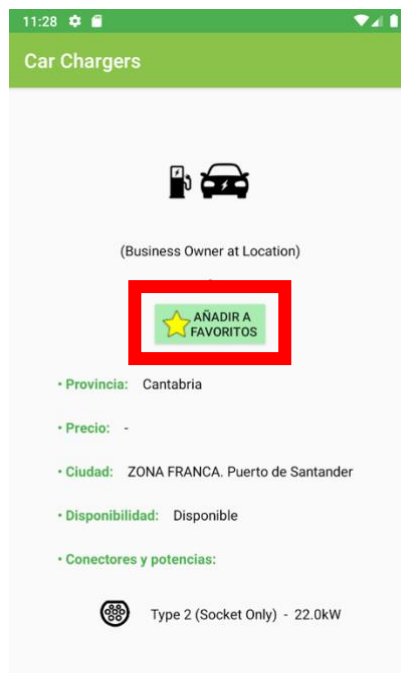 11:28
Car Chargers
(Business Owner at Location)
AÑADIR A
FAVORITOS
• Provincia: Cantabria
• Precio: -
• Ciudad: ZONA FRANCA. Puerto de Santander
• Disponibilidad: Disponible
• Conectores y potencias:
Type 2 (Socket Only) - 22.0kW